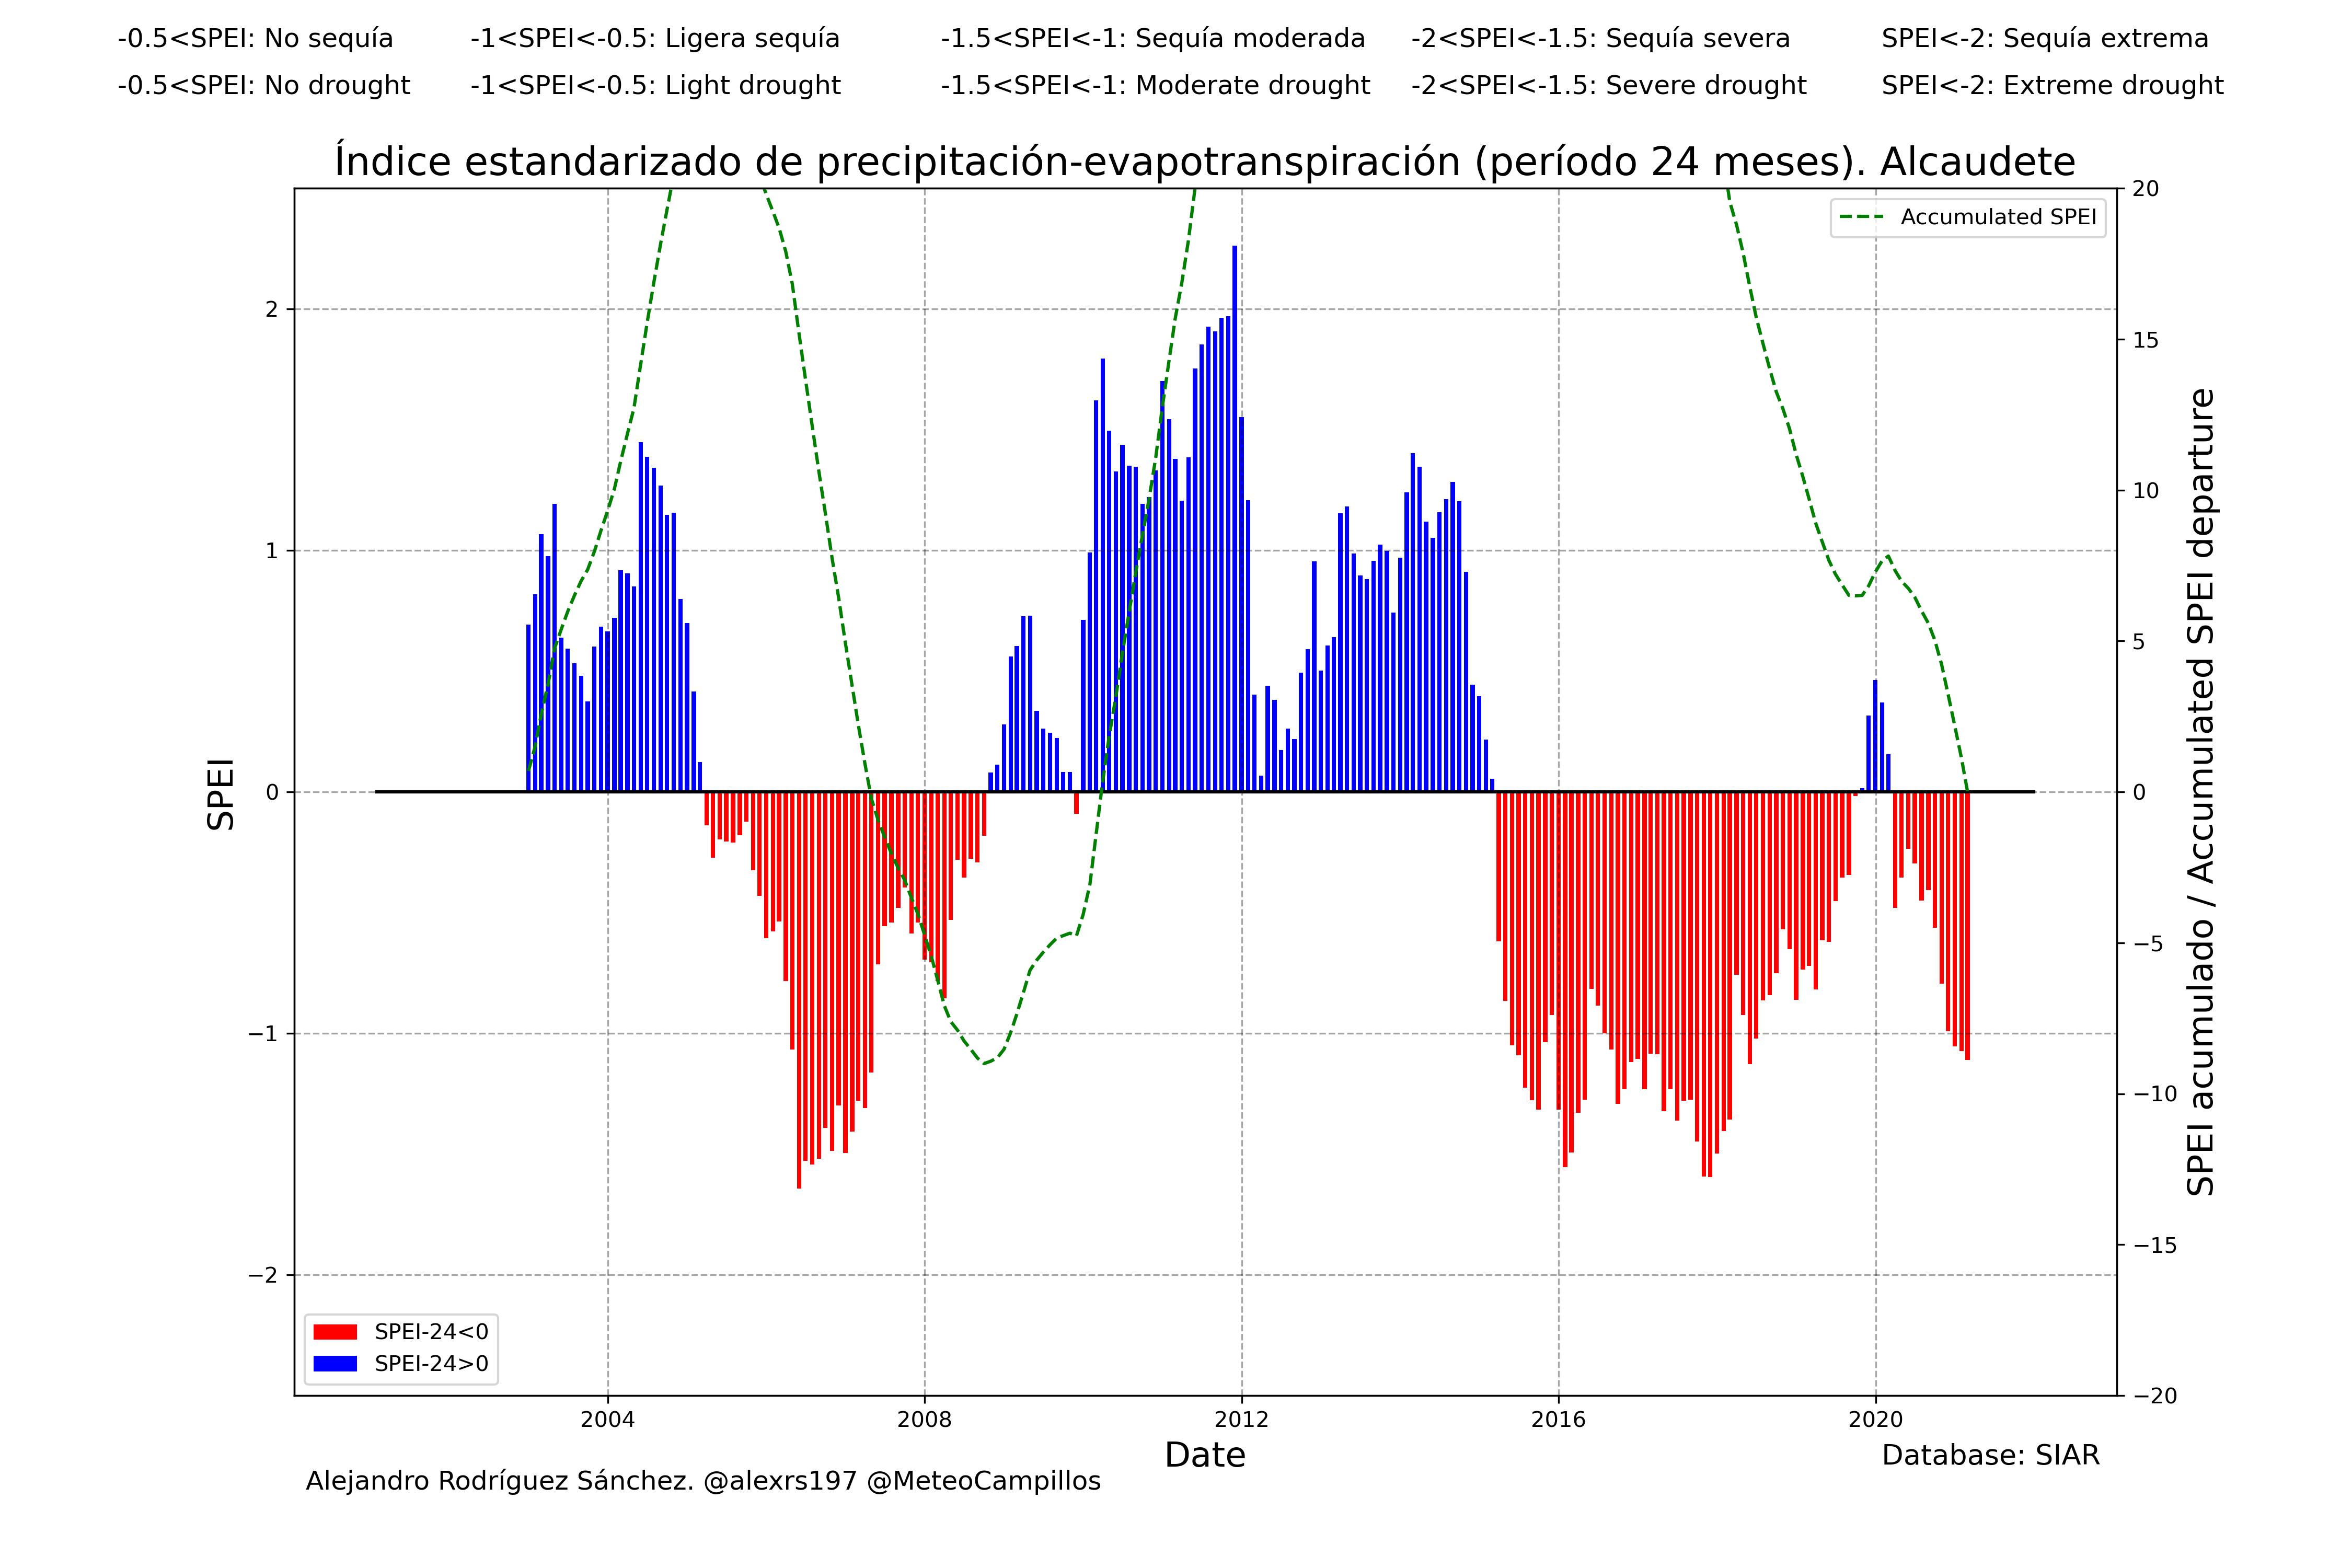 -0.5<SPEI: No sequía -1<SPEI<-0.5: Ligera sequía -1.5<SPEI<-1: Sequía moderada -2<SPEI<-1.5: Sequía severa SPEI<-2: Sequía extrema
-0.5<SPEI: No drought -1<SPEI<-0.5: Light drought -1.5<SPEI<-1: Moderate drought -2<SPEI<-1.5: Severe drought SPEI<-2: Extreme drought
Índice estandarizado de precipitación-evapotranspiración (período 24 meses). Alcaudete
Accumulated SPEI
SPEI
2
1
0
−1
−2
20
15
10
5
0
−5
−10
−15
−20
SPEI acumulado / Accumulated SPEI departure
SPEI-24<0
SPEI-24>0
2004 2008 2012 2016 2020
Date
Database: SIAR
Alejandro Rodríguez Sánchez. @alexrs197 @MeteoCampillos